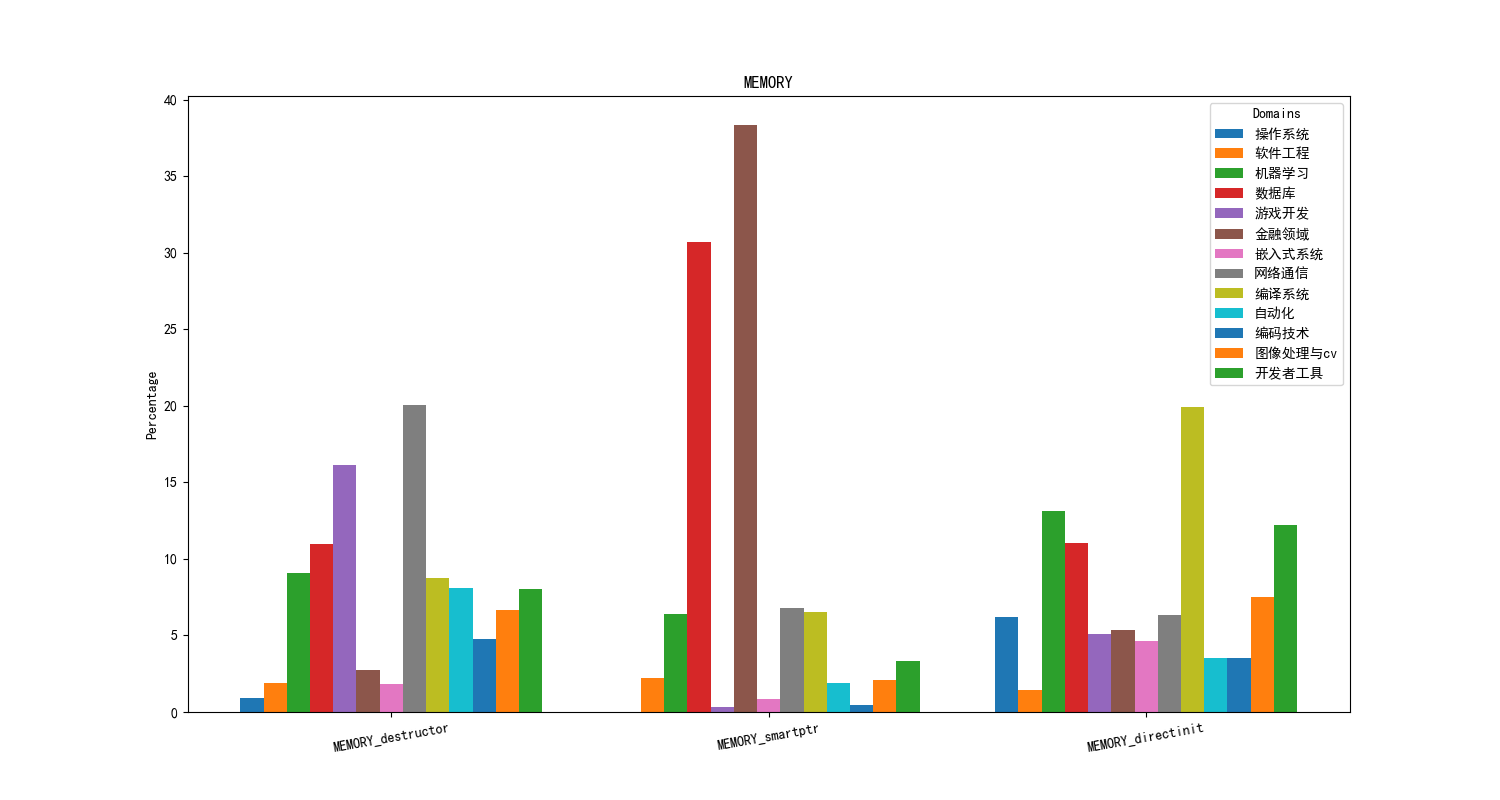 MEMORY
40
35
30
25
20
15
10
5
0
Percentage
Domains
操作系统
软件工程
机器学习
数据库
游戏开发
金融领域
嵌入式系统
网络通信
编译系统
自动化
编码技术
图像处理与cv
开发者工具
MEMORY_destructor
MEMORY_smartptr
MEMORY_directinit